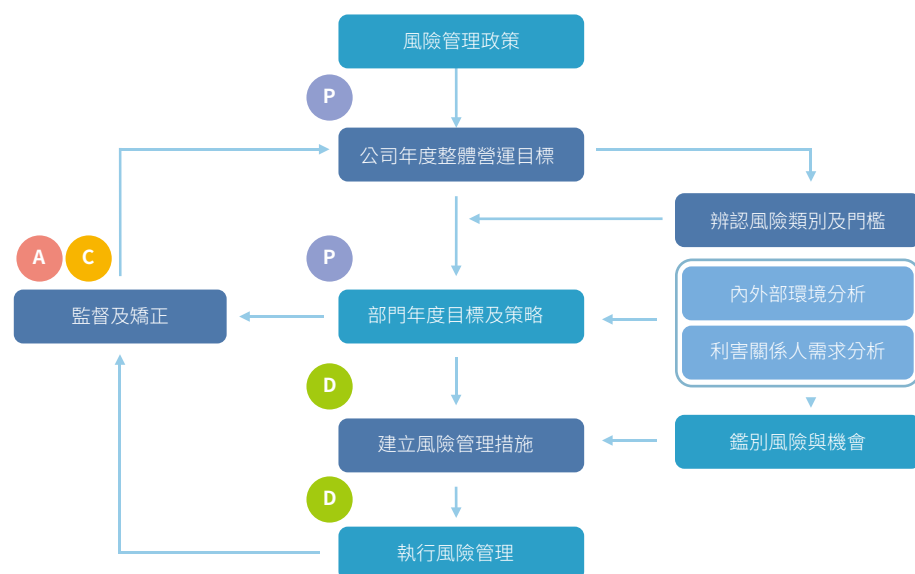 風險管理政策
P
公司年度整體營運目標
辨認風險類別及門檻
A
C
P
內外部環境分析
監督及矯正
部門年度目標及策略
利害關係人需求分析
D
建立風險管理措施
鑑別風險與機會
D
執行風險管理